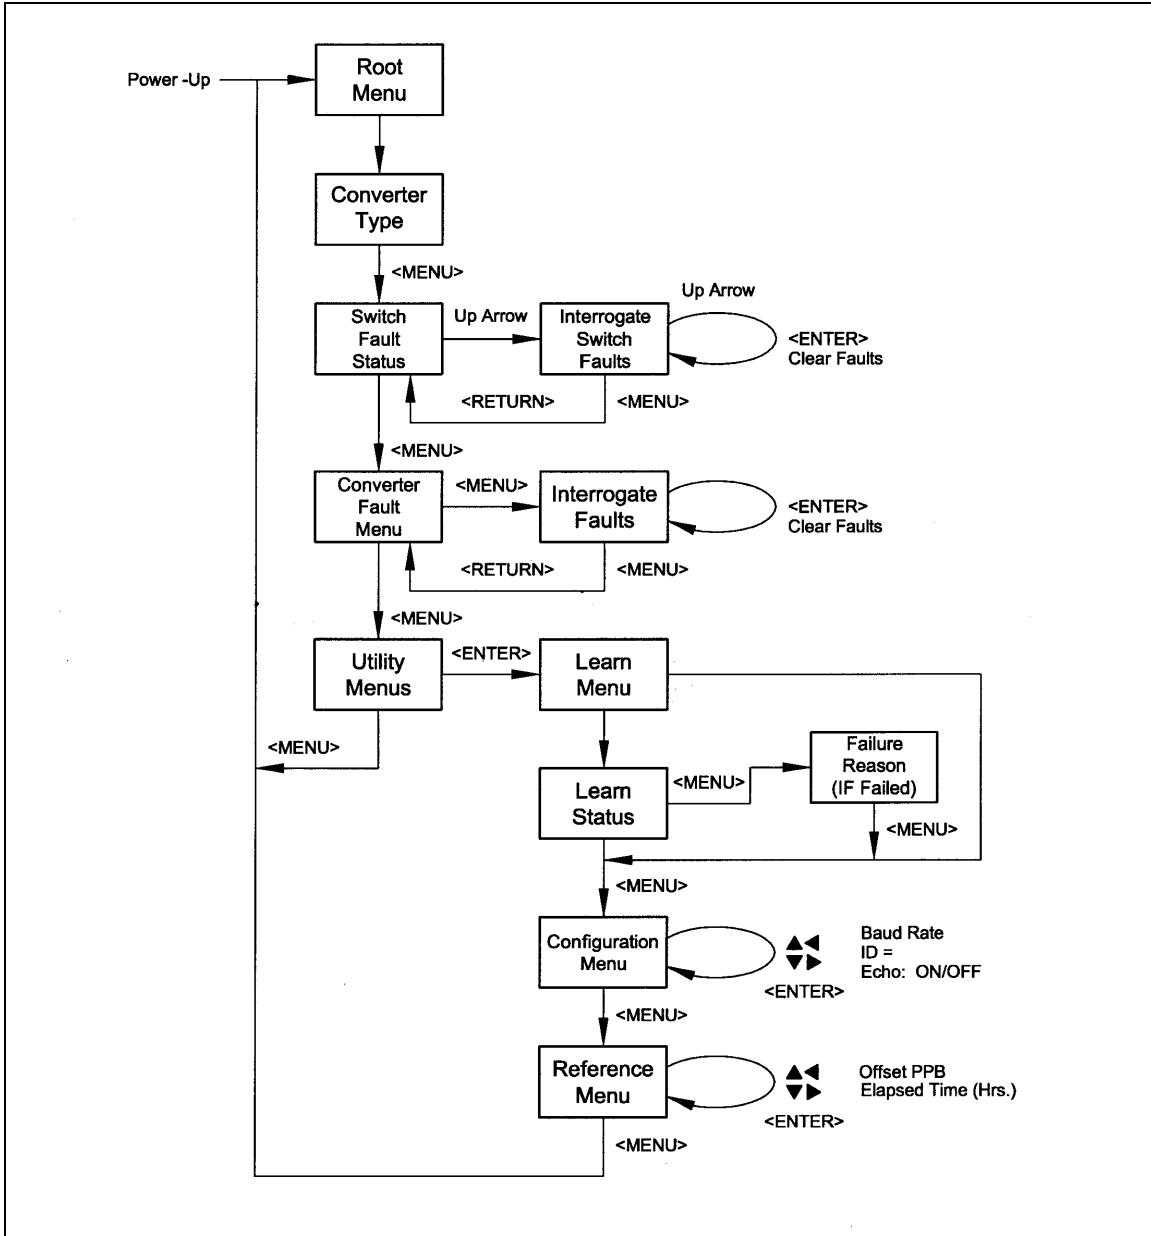 Power -Up
Root
Menu
Converter
Type
<MENU>
Switch
Fault
Status
Up Arrow
Interrogate
Switch
Faults
Up Arrow
<ENTER>
Clear Faults
<RETURN>
<MENU>
<MENU>
Converter
Fault
Menu
<MENU>
Interrogate
Faults
<ENTER>
Clear Faults
<RETURN>
<MENU>
<MENU>
Utility
Menus
<ENTER>
Learn
Menu
<MENU>
Learn
Status
<MENU>
Failure
Reason
(IF Failed)
<MENU>
<MENU>
Configuration
Menu
▲◀
▼▶
<ENTER>
Baud Rate
ID =
Echo: ON/OFF
<MENU>
Reference
Menu
▲◀
▼▶
<ENTER>
Offset PPB
Elapsed Time (Hrs.)
<MENU>